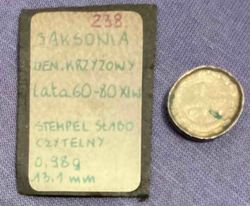 238
SAKSONIA
DEN. KRZYŻOWY
Lata 60-80 XI w
STEMPEL SŁABO
CZYTELNY
0,98g
13.1 mm